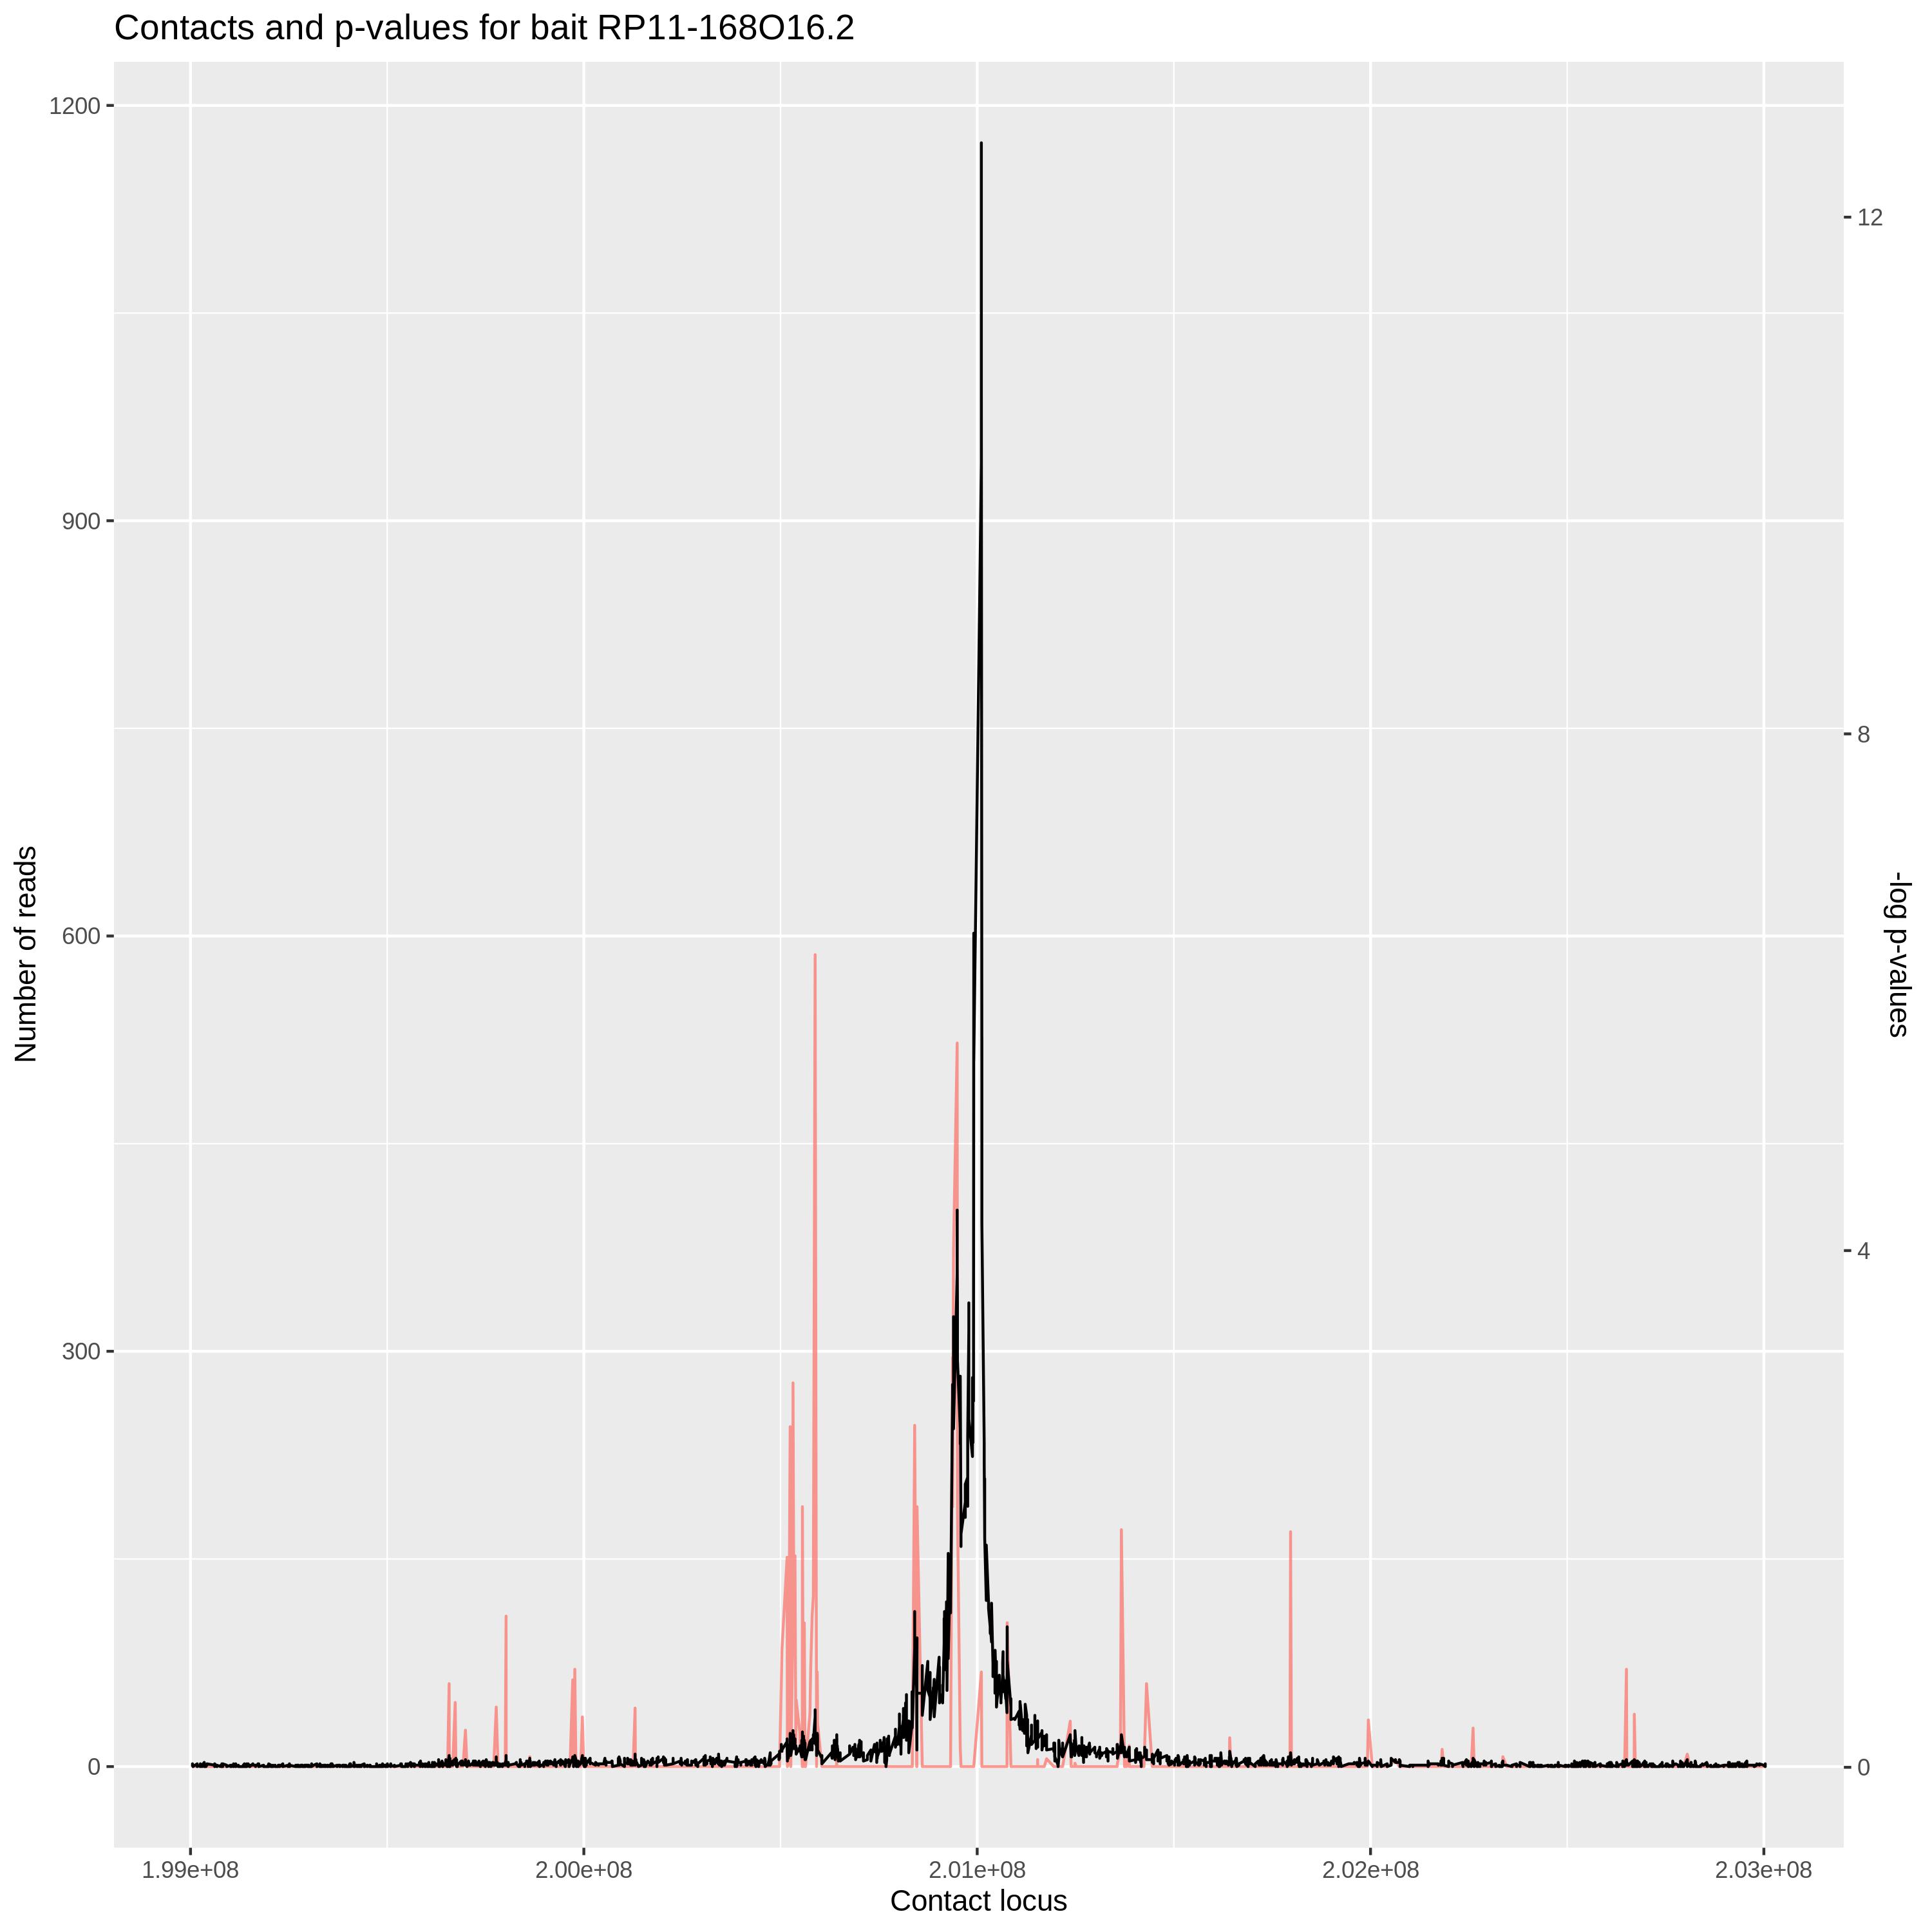 Contacts and p-values for bait RP11-168O16.2
1200
900
600
300
0
Number of reads
12
8
4
0
-log p-values
1.99e+08
2.00e+08
2.01e+08
2.02e+08
2.03e+08
Contact locus